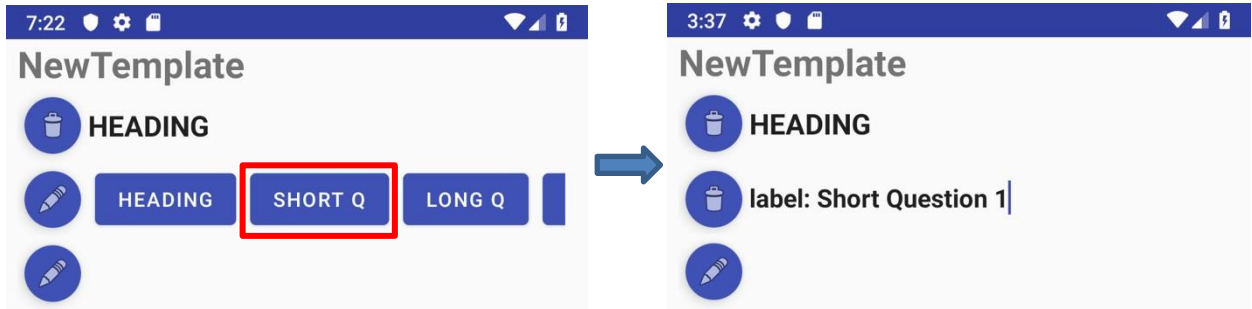 7:22
NewTemplate
HEADING
HEADING SHORT Q LONG Q
3:37
NewTemplate
HEADING
label: Short Question 1